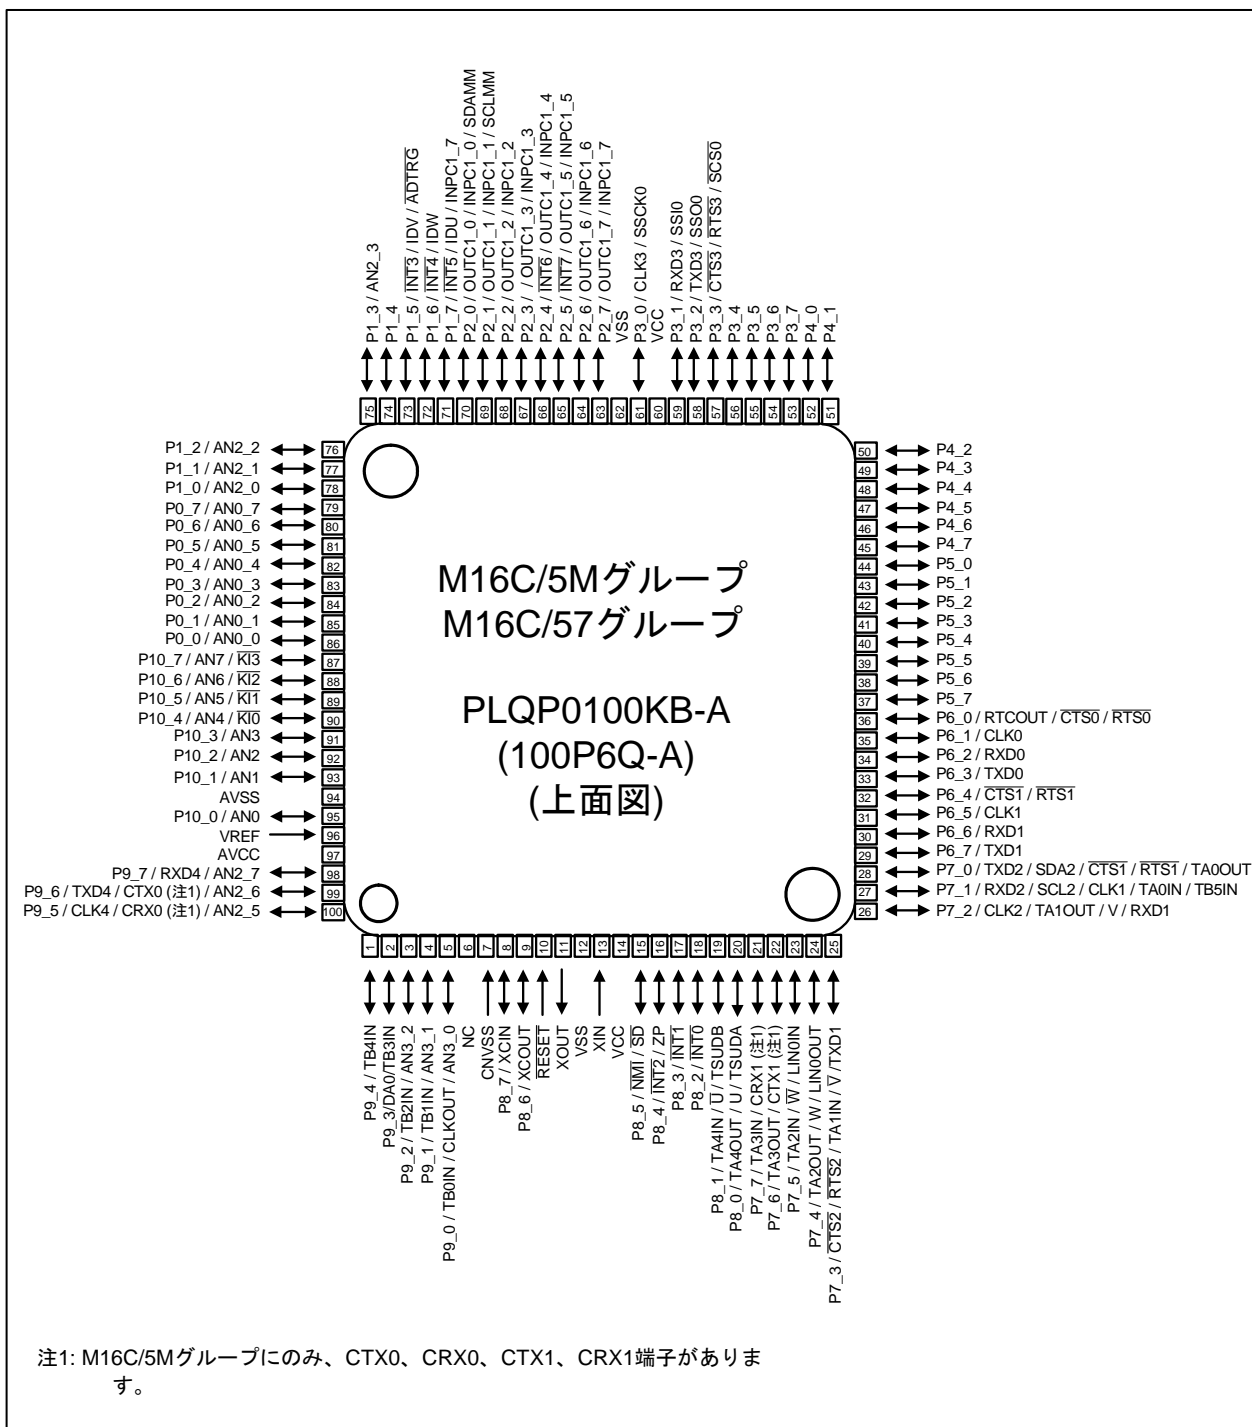 P1_3 / AN2_3
P1_4
P1_5 / INT3 / IDV / ADTRG
P1_6 / INT4 / IDW
P1_7 / INT5 / IDU / INPC1_7
P2_0 / OUTC1_0 / INPC1_0 / SDAMM
P2_1 / OUTC1_1 / INPC1_1 / SCLMM
P2_2 / OUTC1_2 / INPC1_2
P2_3 / / OUTC1_3 / INPC1_3
P2_4 / INT6 / OUTC1_4 / INPC1_4
P2_5 / INT7 / OUTC1_5 / INPC1_5
P2_6 / OUTC1_6 / INPC1_6
P2_7 / OUTC1_7 / INPC1_7
VSS
P3_0 / CLK3 / SSCK0
VCC
P3_1 / RXD3 / SSI0
P3_2 / TXD3 / SSO0
P3_3 / CTS3 / RTS3 / SCS0
P3_4
P3_5
P3_6
P3_7
P4_0
P4_1
75 74 73 72 71 70 69 68 67 66 65 64 63 62 61 60 59 58 57 56 55 54 53 52 51
P1_2 / AN2_2 76
P1_1 / AN2_1 77
P1_0 / AN2_0 78
P0_7 / AN0_7 79
P0_6 / AN0_6 80
P0_5 / AN0_5 81
P0_4 / AN0_4 82
P0_3 / AN0_3 83
P0_2 / AN0_2 84
P0_1 / AN0_1 85
P0_0 / AN0_0 86
P10_7 / AN7 / KI3 87
P10_6 / AN6 / KI2 88
P10_5 / AN5 / KI1 89
P10_4 / AN4 / KI0 90
P10_3 / AN3 91
P10_2 / AN2 92
P10_1 / AN1 93
AVSS 94
P10_0 / AN0 95
VREF 96
AVCC 97
P9_7 / RXD4 / AN2_7 98
P9_6 / TXD4 / CTX0 (注1) / AN2_6 99
P9_5 / CLK4 / CRX0 (注1) / AN2_5 100
M16C/5Mグループ
M16C/57グループ
PLQP0100KB-A
(100P6Q-A)
(上面図)
50 P4_2
49 P4_3
48 P4_4
47 P4_5
46 P4_6
45 P4_7
44 P5_0
43 P5_1
42 P5_2
41 P5_3
40 P5_4
39 P5_5
38 P5_6
37 P5_7
36 P6_0 / RTCOUT / CTS0 / RTS0
35 P6_1 / CLK0
34 P6_2 / RXD0
33 P6_3 / TXD0
32 P6_4 / CTS1 / RTS1
31 P6_5 / CLK1
30 P6_6 / RXD1
29 P6_7 / TXD1
28 P7_0 / TXD2 / SDA2 / CTS1 / RTS1 / TA0OUT
27 P7_1 / RXD2 / SCL2 / CLK1 / TA0IN / TB5IN
26 P7_2 / CLK2 / TA1OUT / V / RXD1
1 2 3 4 5 6 7 8 9 10 11 12 13 14 15 16 17 18 19 20 21 22 23 24 25
P9_4 / TB4IN
P9_3/DA0/TB3IN
P9_2 / TB2IN / AN3_2
P9_1 / TB1IN / AN3_1
P9_0 / TB0IN / CLKOUT / AN3_0
NC
CNVSS
P8_7 / XCIN
P8_6 / XCOUT
RESET
XOUT
VSS
XIN
VCC
P8_5 / NMI / SD
P8_4 / INT2 / ZP
P8_3 / INT1
P8_2 / INT0
P8_1 / TA4IN / U / TSUDB
P8_0 / TA4OUT / U / TSUDA
P7_7 / TA3IN / CRX1 (注1)
P7_6 / TA3OUT / CTX1 (注1)
P7_5 / TA2IN / W / LIN0IN
P7_4 / TA2OUT / W / LIN0OUT
P7_3 / CTS2 / RTS2 / TA1IN / V /TXD1
注1: M16C/5Mグループにのみ、CTX0、CRX0、CTX1、CRX1端子がありま
す。